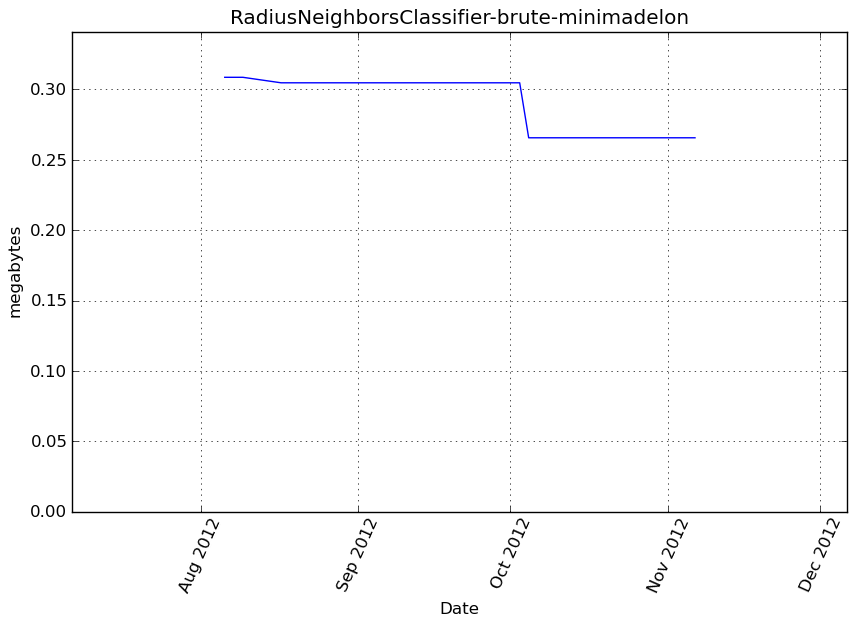 RadiusNeighborsClassifier-brute-minimadelon
0.30
0.25
0.20
0.15
0.10
0.05
0.00
megabytes
Aug 2012
Sep 2012
Oct 2012
Nov 2012
Dec 2012
Date